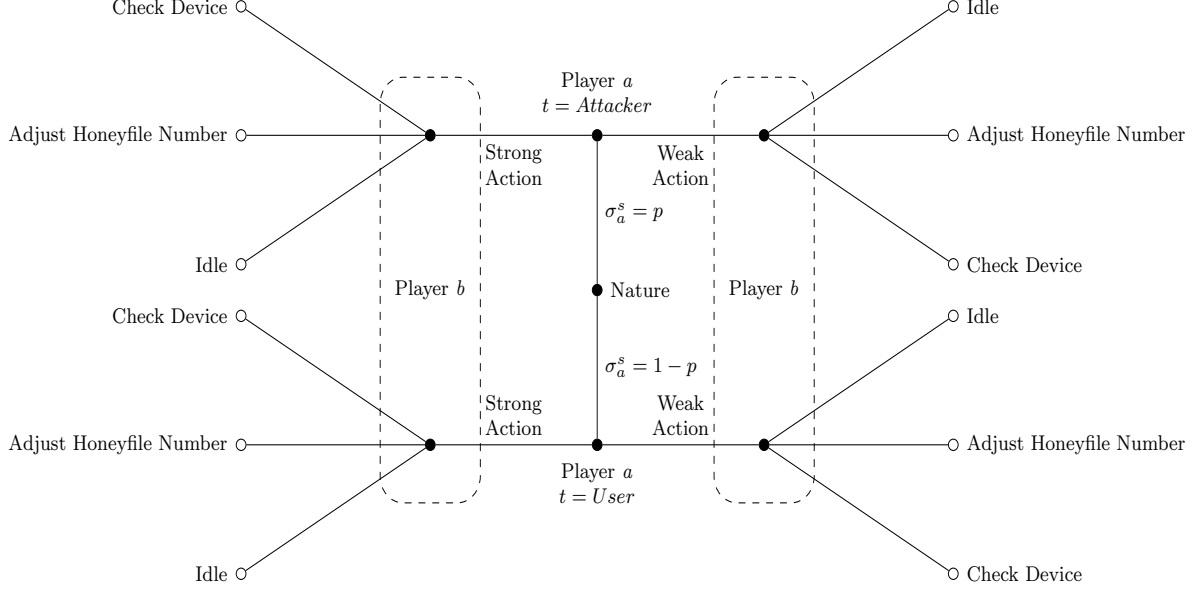 Check Device
Idle
Player a
t = Attacker
Adjust Honeyfile Number
Strong
Action
Weak
Action
Adjust Honeyfile Number
σₐˢ = p
Idle
Check Device
Player b
Nature
Player b
Check Device
Idle
σₐˢ = 1 − p
Strong
Action
Weak
Action
Adjust Honeyfile Number
Adjust Honeyfile Number
Player a
t = User
Idle
Check Device